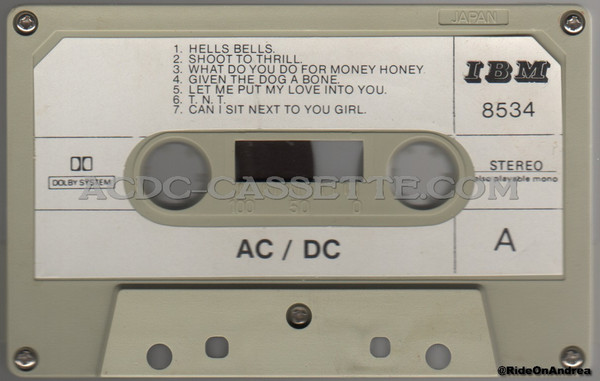 JAPAN
1. HELLS BELLS.
2. SHOOT TO THRILL.
3. WHAT DO YOU DO FOR MONEY HONEY
4. GIVEN THE DOG A BONE.
5. LET ME PUT MY LOVE INTO YOU.
6. T.N.T.
7. CAN I SIT NEXT TO YOU GIRL.
IBM
8534
DOLBY SYSTEM
STEREO
also playable mono
ACDC-CASSETTE.COM
100 50 0
AC / DC
A
@RideOnAndrea